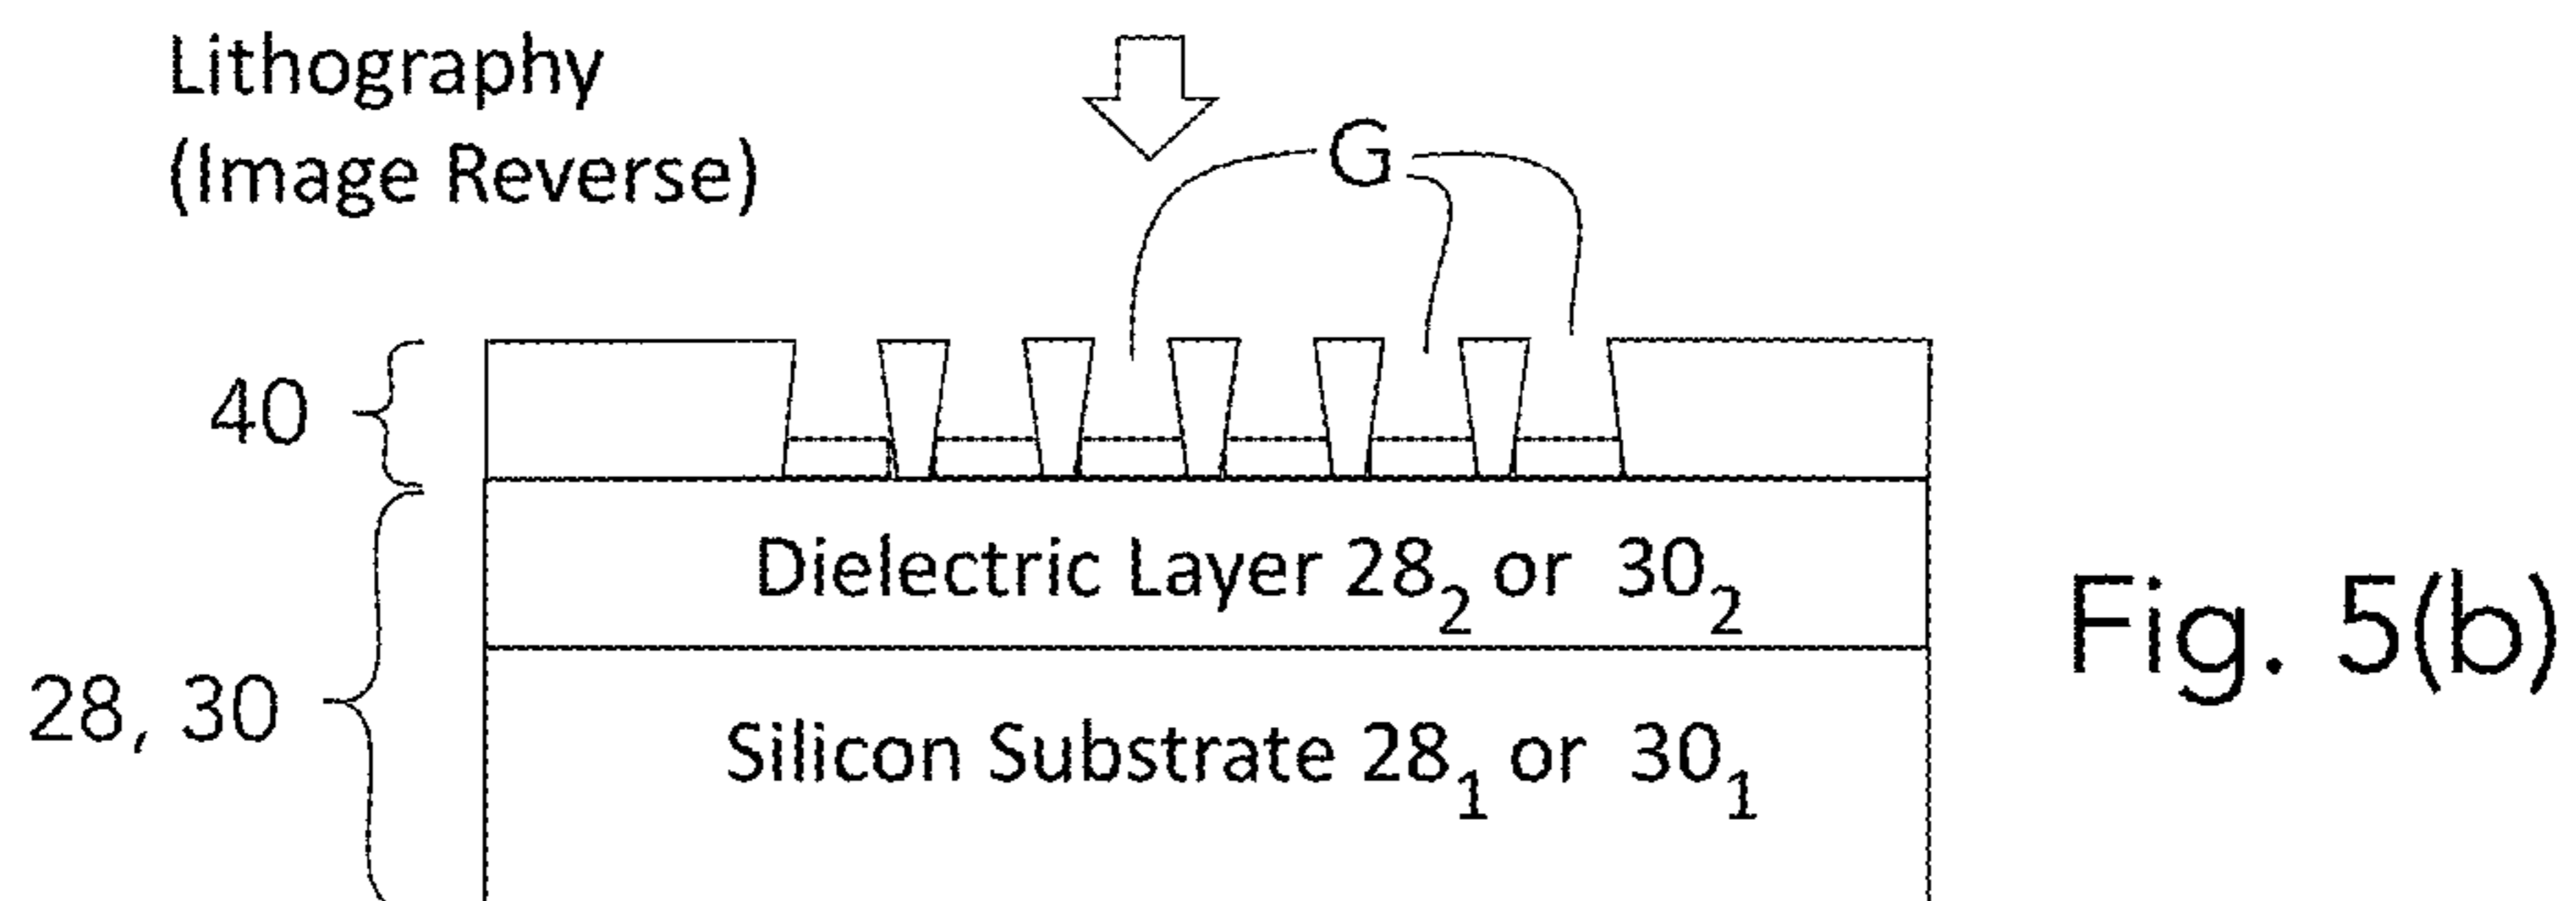 Lithography
(Image Reverse)
G
40
Dielectric Layer 28₂ or 30₂
Fig. 5(b)
28, 30
Silicon Substrate 28₁ or 30₁